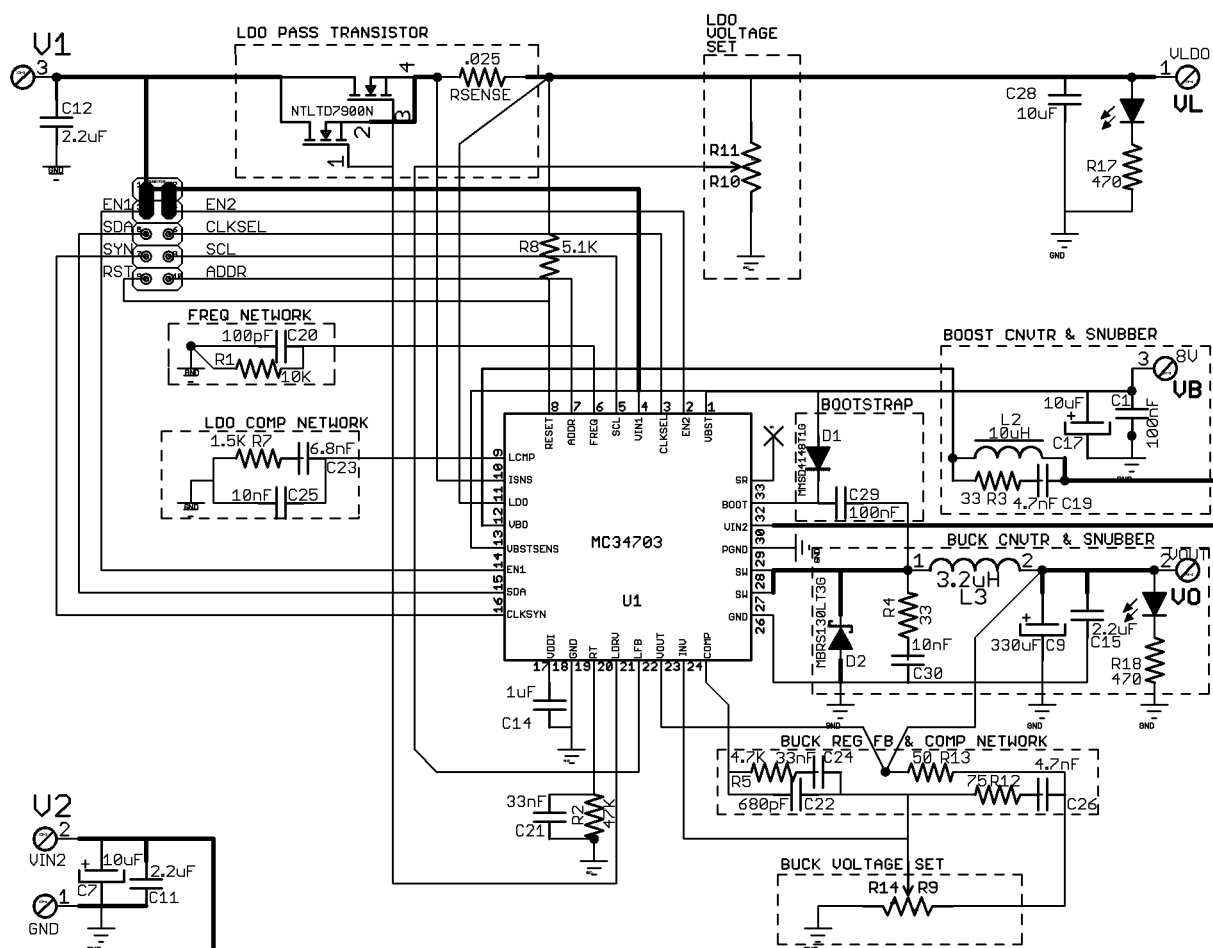 V1
3
C12
2.2uF
GND
LDO PASS TRANSISTOR
NTLTD7900N
4
3
2
1
.025
RSENSE
LDO
VOLTAGE
SET
R11
R10
VLDO
1
VL
C28
10uF
R17
470
GND
EN1
EN2
SDA
CLKSEL
SYN
SCL
RST
ADDR
R8
5.1K
FREQ NETWORK
100pF
C20
R1
10K
GND
LDO COMP NETWORK
1.5K R7
6.8nF
C23
10nF
C25
GND
BOOST CNVTR & SNUBBER
3
8V
VB
10uF
C17
C1
100nF
L2
10uH
33 R3
4.7nF
C19
GND
BOOTSTRAP
D1
MMSD4148T1G
C29
100nF
8 7 6 5 4 3 2 1
RESET
ADDR
FREQ
SCL
VIN1
CLKSEL
EN2
VBST
9 LCMP
10 ISNS
11 LDO
12 VBD
13 VBSTSENS
14 EN1
15 SDA
16 CLKSYN
MC34703
U1
SR
33 BOOT
32 VIN2
30 PGND
29 SW
28 SW
27 GND
26
VDDI
GND
RT
LDRV
LFB
VOUT
INV
COMP
17 18 19 20 21 22 23 24
GND
BUCK CNVTR & SNUBBER
1
2
3.2uH
L3
VOUT
2
VO
MBRS130LT3G
D2
R4
33
10nF
C30
330uF
C9
2.2uF
C15
R18
470
GND
GND
GND
1uF
C14
33nF
C21
R2
47K
BUCK REG FB & COMP NETWORK
4.7K
33nF
C24
R5
680pF
C22
50 R13
75
R12
4.7nF
C26
BUCK VOLTAGE SET
R14
R9
V2
2
VIN2
10uF
C7
2.2uF
C11
1
GND